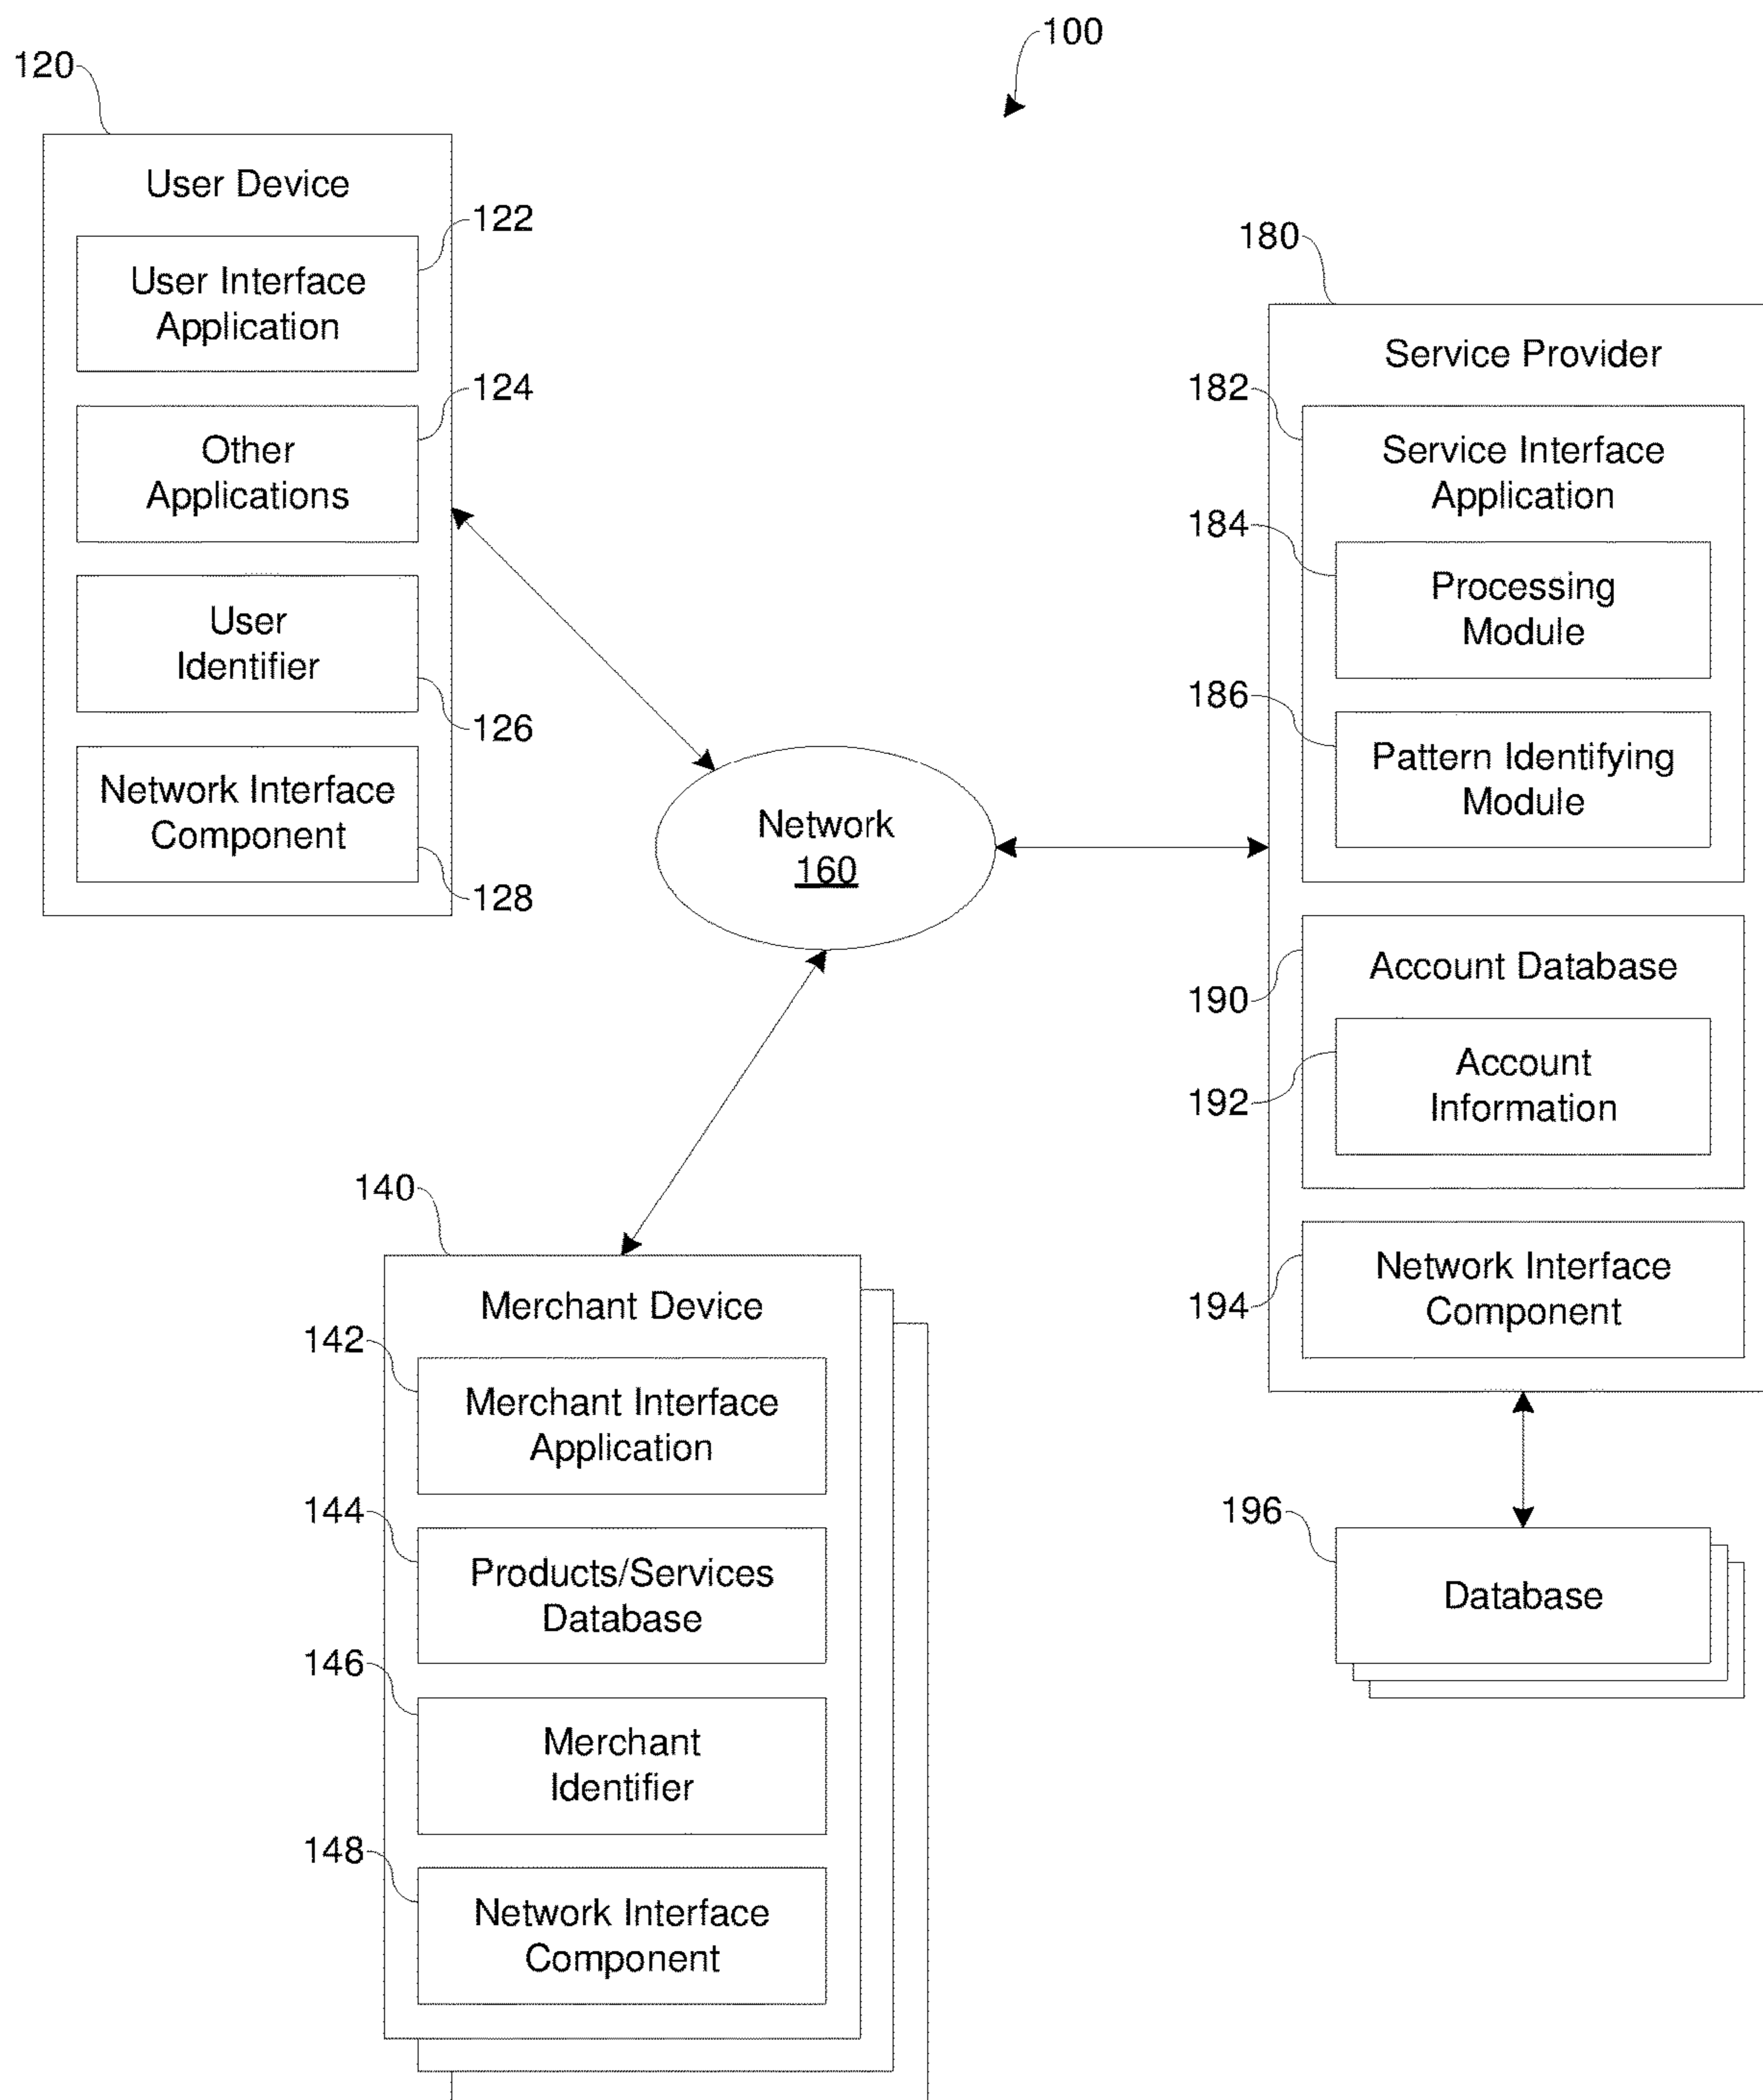 100
120
User Device
122
User Interface
Application
124
Other
Applications
User
Identifier
126
Network Interface
Component
128
Network
160
180
Service Provider
182
Service Interface
Application
184
Processing
Module
186
Pattern Identifying
Module
Account Database
190
Account
Information
192
Network Interface
Component
194
196
Database
140
Merchant Device
142
Merchant Interface
Application
144
Products/Services
Database
146
Merchant
Identifier
148
Network Interface
Component